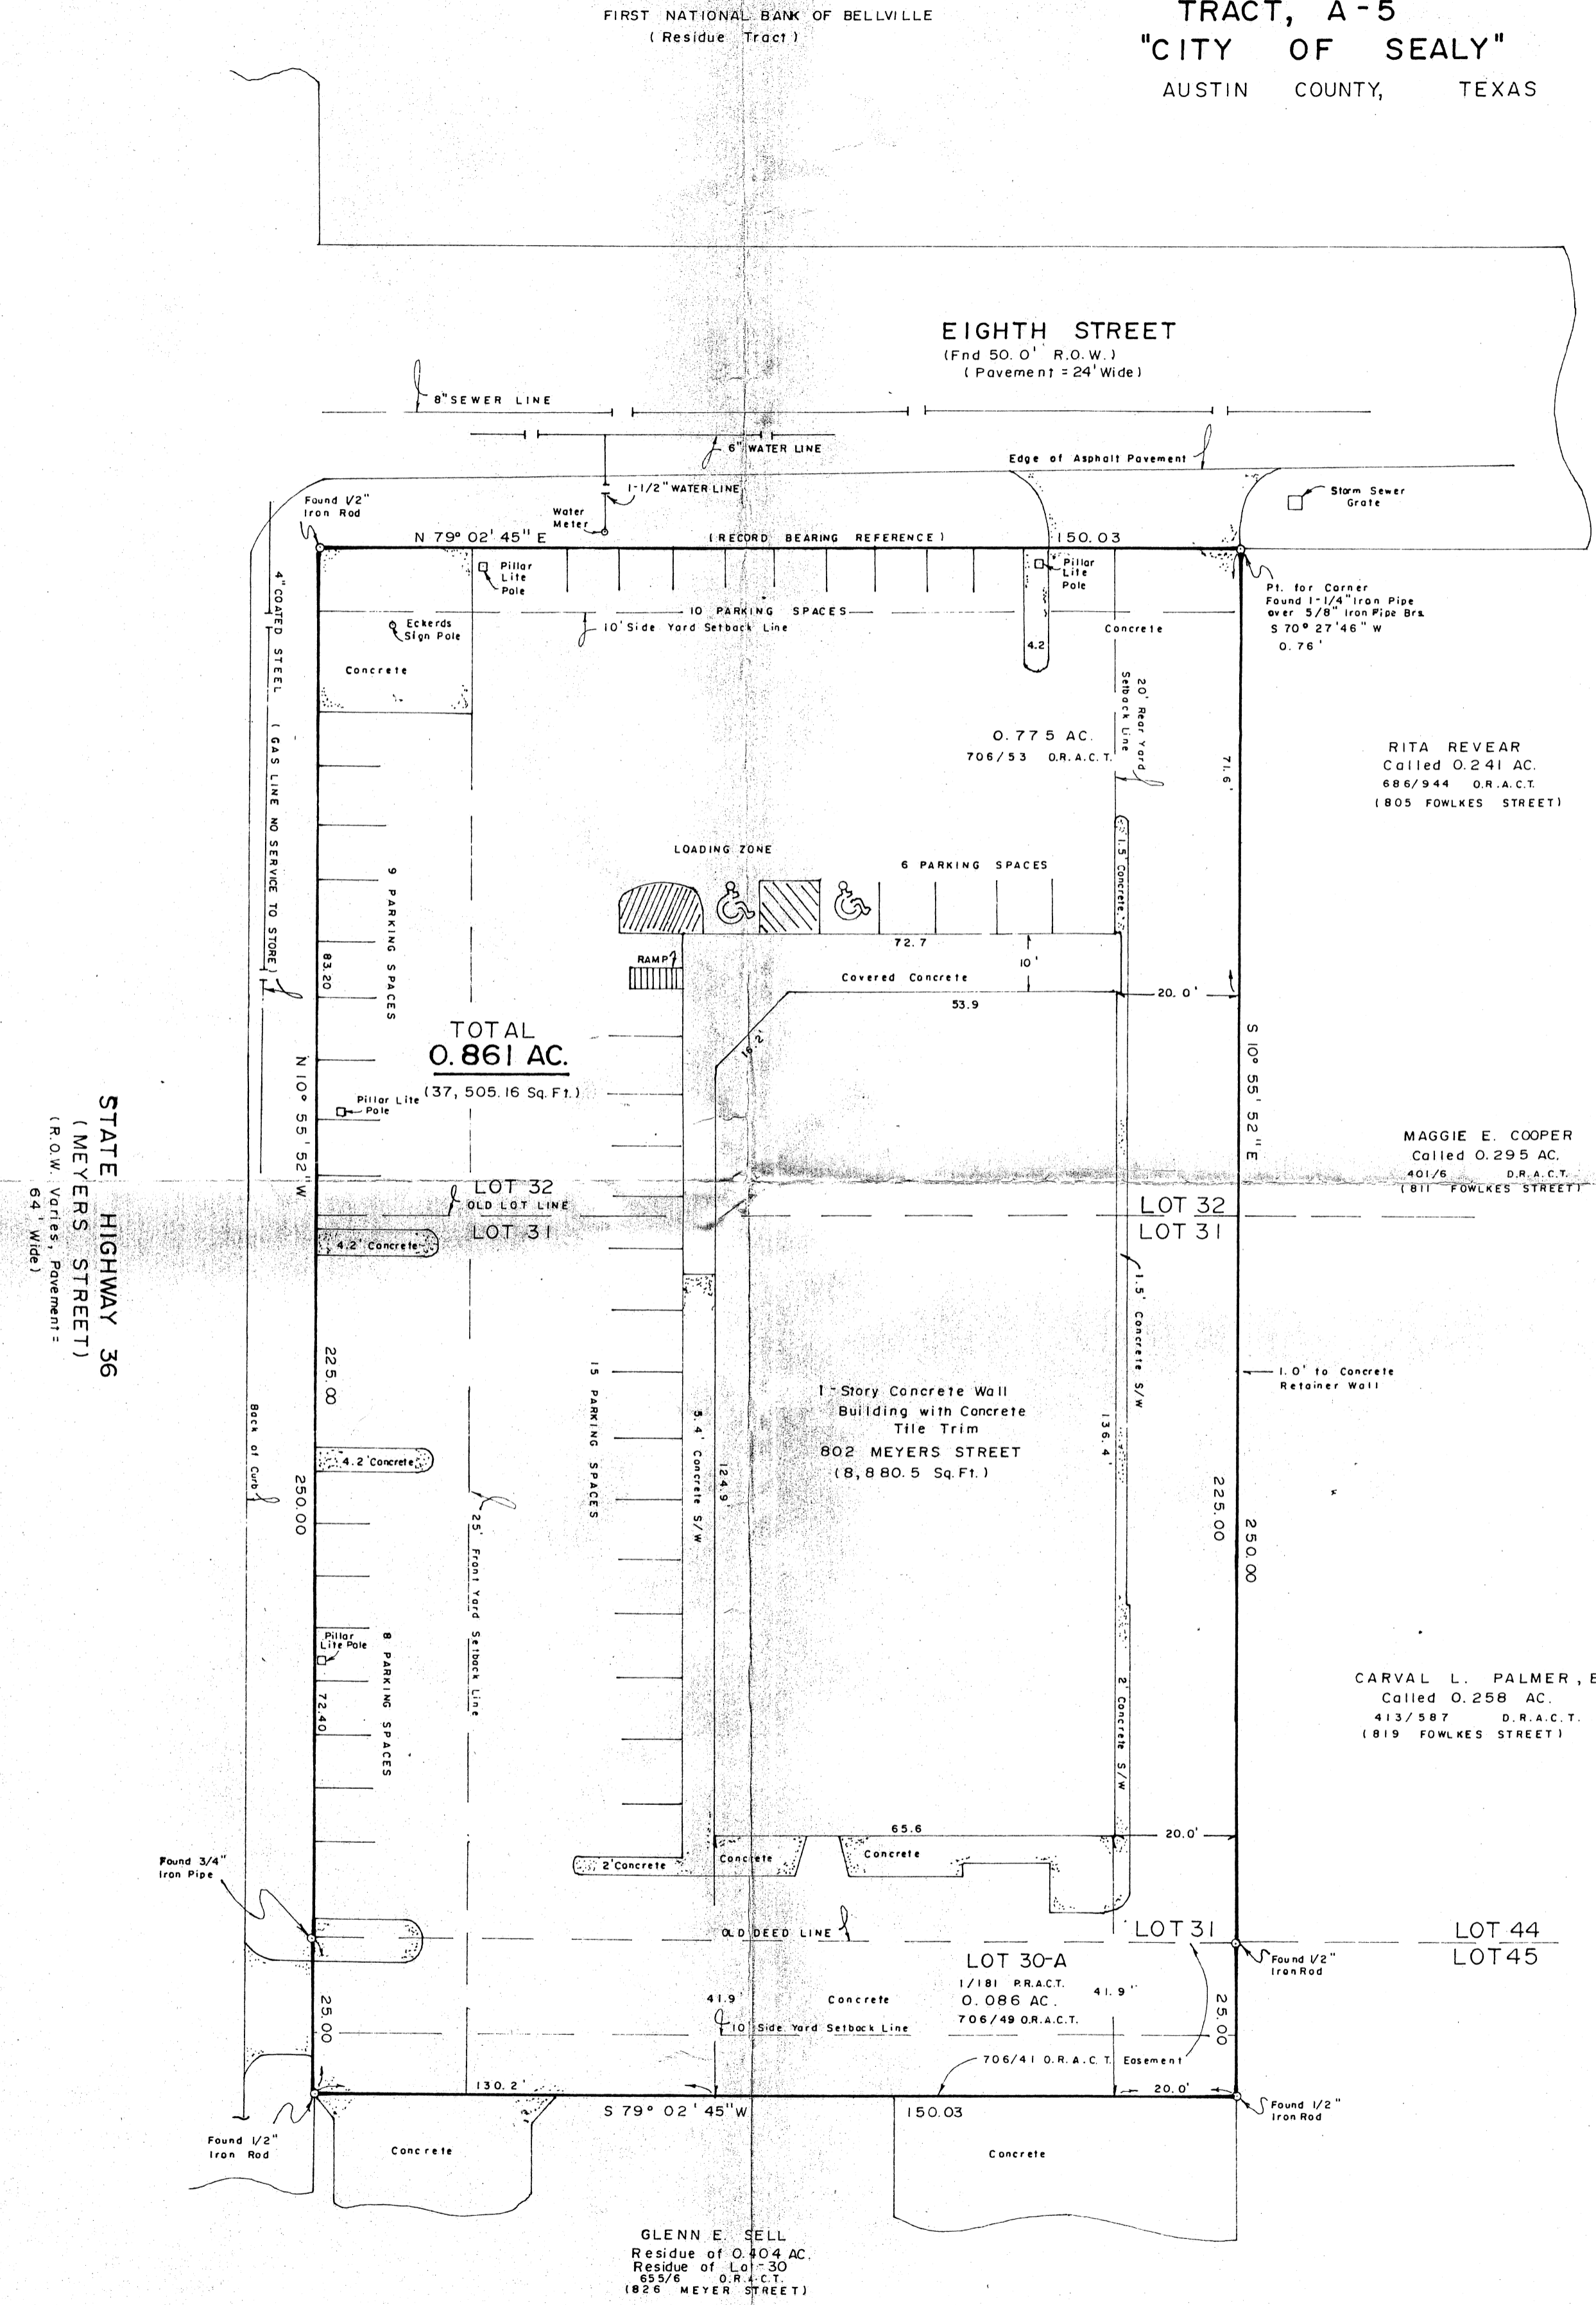 FIRST NATIONAL BANK OF BELLVILLE
( Residue Tract )
TRACT, A-5
"CITY OF SEALY"
AUSTIN COUNTY, TEXAS
EIGHTH STREET
(Fnd 50.0' R.O.W.)
( Pavement = 24' Wide)
8" SEWER LINE
6" WATER LINE
Edge of Asphalt Pavement
1-1/2" WATER LINE
Storm Sewer
Grate
Found 1/2"
Iron Rod
Water
Meter
N 79° 02' 45" E
( RECORD BEARING REFERENCE )
150.03
Pillar
Lite
Pole
Pillar
Lite
Pole
Pt. for Corner
Found 1-1/4" Iron Pipe
over 5/8" Iron Pipe Brs.
S 70° 27' 46" W
0.76'
10 PARKING SPACES
10' Side Yard Setback Line
Eckerds
Sign Pole
Concrete
4.2
Concrete
4" COATED STEEL ( GAS LINE NO SERVICE TO STORE)
20' Rear Yard
Setback Line
0.775 AC.
706/53 O.R.A.C.T.
71.6'
RITA REVEAR
Called 0.241 AC.
686/944 O.R.A.C.T.
(805 FOWLKES STREET)
LOADING ZONE
6 PARKING SPACES
1.5' Concrete
9 PARKING SPACES
83.20
72.7
RAMP
10'
Covered Concrete
53.9
20.0'
TOTAL
0.861 AC.
(37,505.16 Sq. Ft.)
Pillar Lite
Pole
N 10° 55' 52" W
S 10° 55' 52" E
STATE HIGHWAY 36
(MEYERS STREET)
(R.O.W. Varies, Pavement =
64' Wide)
MAGGIE E. COOPER
Called 0.295 AC.
401/6 D.R.A.C.T.
(811 FOWLKES STREET)
LOT 32
OLD LOT LINE
LOT 31
LOT 32
LOT 31
4.2' Concrete
1.5' Concrete S/W
225.00
1.0' to Concrete
Retainer Wall
15 PARKING SPACES
5.4' Concrete S/W
124.9'
1-Story Concrete Wall
Building with Concrete
Tile Trim
802 MEYERS STREET
(8,880.5 Sq. Ft.)
136.4'
Back of Curb
4.2' Concrete
250.00
25' Front Yard Setback Line
225.00
250.00
Pillar
Lite Pole
8 PARKING SPACES
72.40
2' Concrete S/W
CARVAL L. PALMER, E
Called 0.258 AC.
413/587 D.R.A.C.T.
(819 FOWLKES STREET)
65.6
20.0'
Found 3/4"
Iron Pipe
2' Concrete
Concrete
Concrete
OLD DEED LINE
LOT 31
LOT 44
LOT 45
LOT 30-A
1/181 P.R.A.C.T.
0.086 AC.
706/49 O.R.A.C.T.
Found 1/2"
Iron Rod
41.9'
Concrete
41.9'
10' Side Yard Setback Line
25.00
25.00
706/41 O.R.A.C.T. Easement
130.2'
20.0'
S 79° 02' 45" W
150.03
Found 1/2"
Iron Rod
Found 1/2"
Iron Rod
Concrete
Concrete
GLENN E. SELL
Residue of 0.404 AC.
Residue of Lot-30
655/6 O.R.A.C.T.
(826 MEYER STREET)